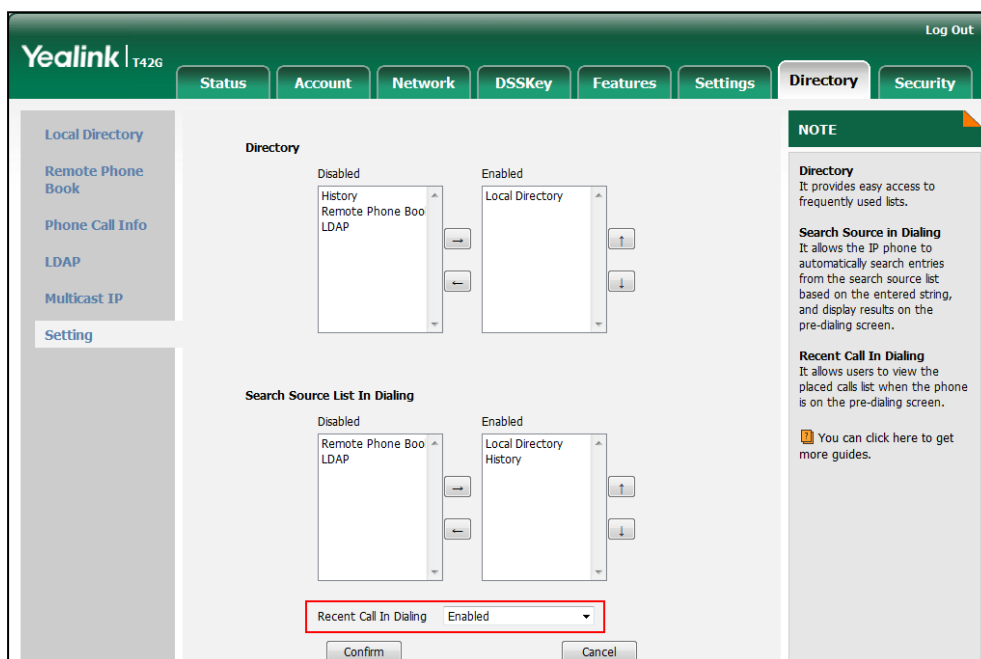 Log Out
Yealink T42G
Status
Account
Network
DSSKey
Features
Settings
Directory
Security
Local Directory
Remote Phone
Book
Phone Call Info
LDAP
Multicast IP
Setting
Directory
Disabled
Enabled
History
Remote Phone Boo
LDAP
Local Directory
→
←
↑
↓
Search Source List In Dialing
Disabled
Enabled
Remote Phone Boo
LDAP
Local Directory
History
→
←
↑
↓
Recent Call In Dialing
Enabled
Confirm
Cancel
NOTE
Directory
It provides easy access to
frequently used lists.
Search Source in Dialing
It allows the IP phone to
automatically search entries
from the search source list
based on the entered string,
and display results on the
pre-dialing screen.
Recent Call In Dialing
It allows users to view the
placed calls list when the phone
is on the pre-dialing screen.
You can click here to get
more guides.